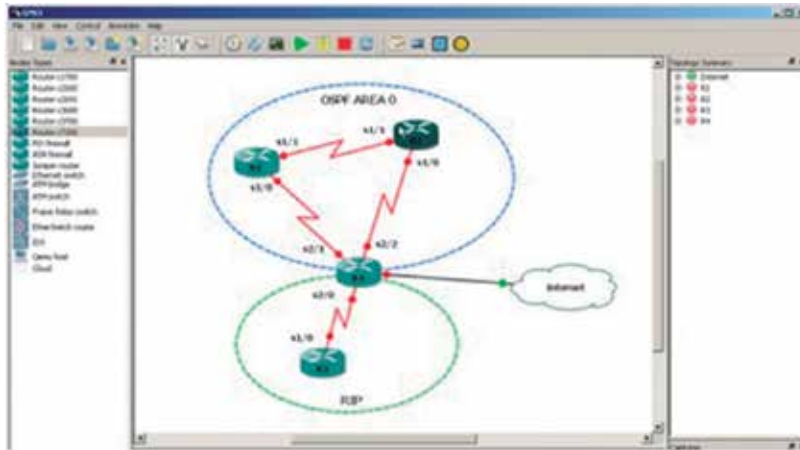 GNS3
File Edit View Control Annotate Help
Node Types
Router c1700
Router c2600
Router c2691
Router c3600
Router c3700
Router c7200
PIX firewall
ASA firewall
Juniper router
Ethernet switch
ATM bridge
ATM switch
Frame Relay switch
EtherSwitch router
IDS
Qemu host
Cloud
OSPF AREA 0
s1/1
s1/1
s1/0
s1/0
s2/1
s2/2
s2/0
s1/0
Internet
RIP
Topology Summary
Internet
R1
R2
R3
R4